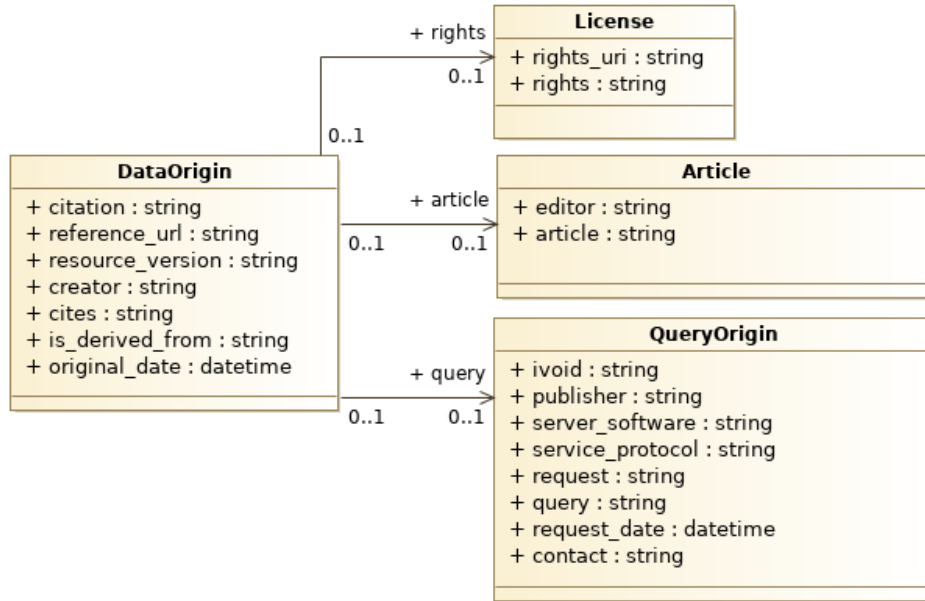 License
+ rights_uri : string
+ rights : string
+ rights
0..1
0..1
DataOrigin
+ citation : string
+ reference_url : string
+ resource_version : string
+ creator : string
+ cites : string
+ is_derived_from : string
+ original_date : datetime
+ article
0..1
0..1
Article
+ editor : string
+ article : string
+ query
0..1
0..1
QueryOrigin
+ ivoid : string
+ publisher : string
+ server_software : string
+ service_protocol : string
+ request : string
+ query : string
+ request_date : datetime
+ contact : string